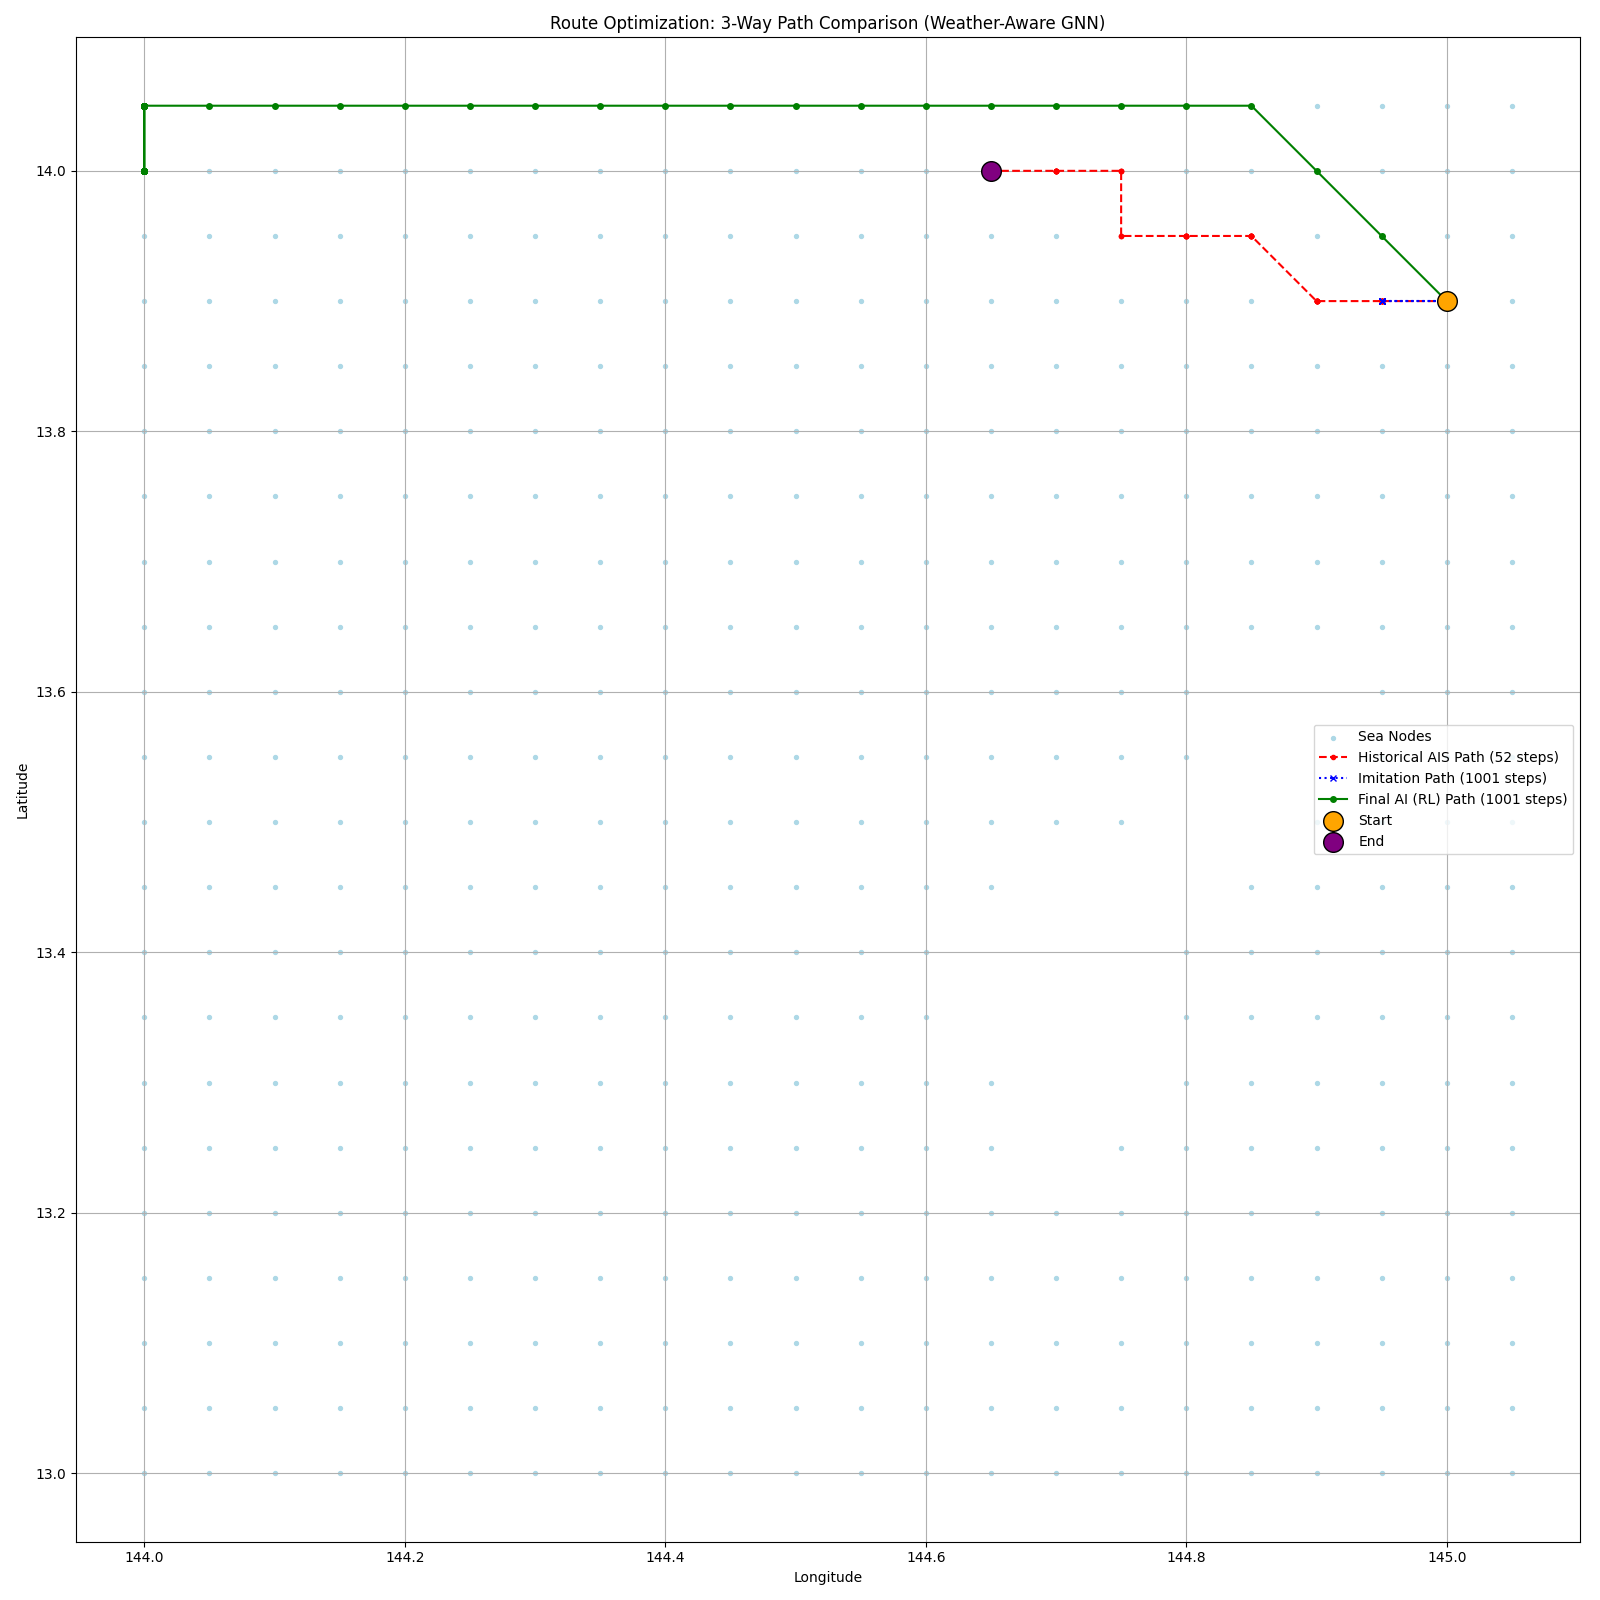 Route Optimization: 3-Way Path Comparison (Weather-Aware GNN)
14.0
13.8
13.6
13.4
13.2
13.0
Latitude
Sea Nodes
Historical AIS Path (52 steps)
Imitation Path (1001 steps)
Final AI (RL) Path (1001 steps)
Start
End
144.0 144.2 144.4 144.6 144.8 145.0
Longitude